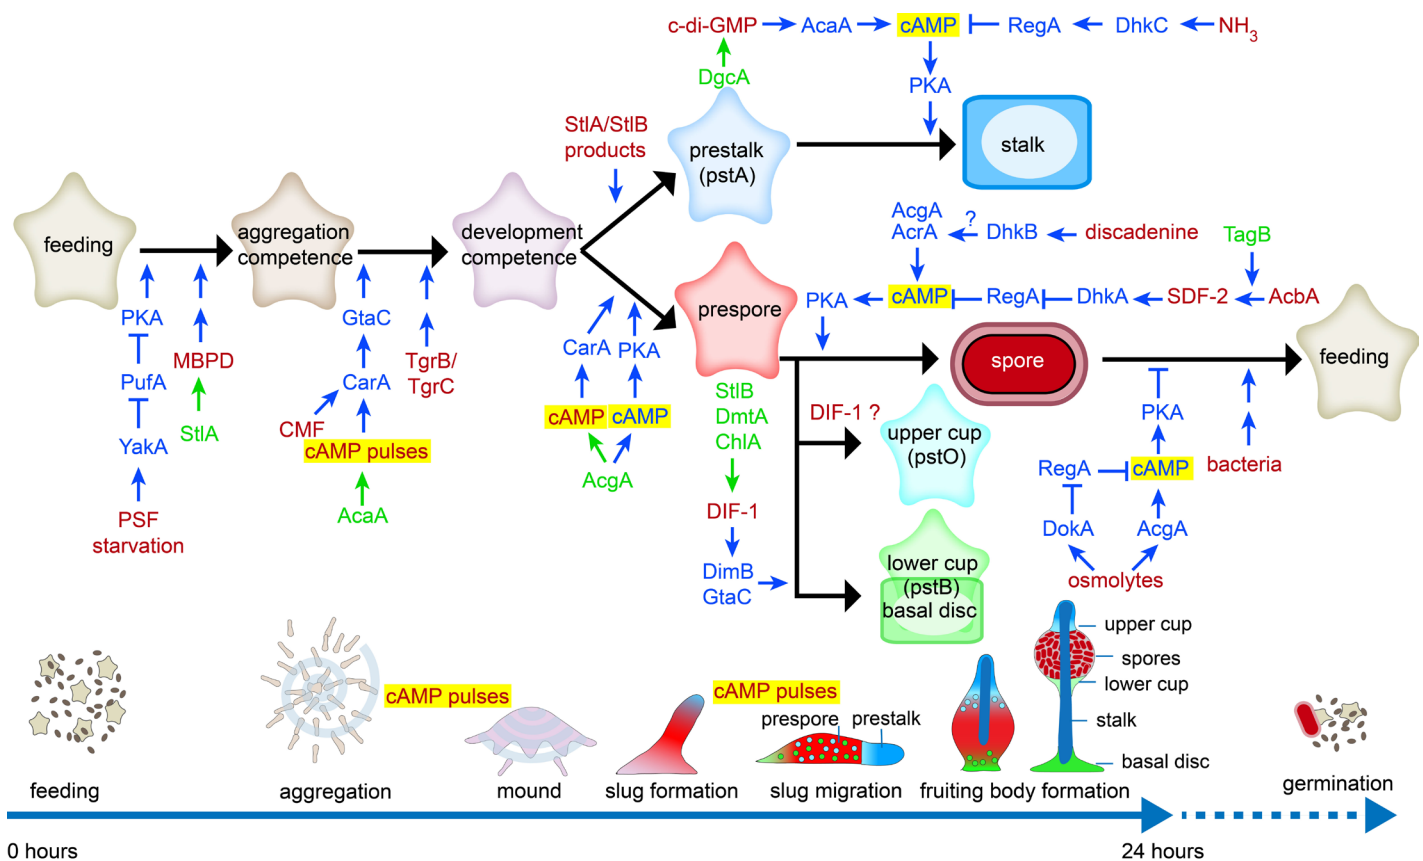 c-di-GMP
AcaA
cAMP
RegA
DhkC
NH3
DgcA
PKA
StlA/StlB
products
prestalk
(pstA)
stalk
feeding
aggregation
competence
development
competence
AcgA
AcrA
?
DhkB
discadenine
TagB
PKA
cAMP
RegA
DhkA
SDF-2
AcbA
prespore
spore
feeding
PKA
PufA
YakA
PSF
starvation
MBPD
StlA
GtaC
CarA
CMF
cAMP pulses
AcaA
TgrB/
TgrC
CarA
PKA
cAMP
cAMP
AcgA
StlB
DmtA
ChlA
DIF-1
DimB
GtaC
DIF-1 ?
upper cup
(pstO)
lower cup
(pstB)
basal disc
PKA
RegA
cAMP
bacteria
DokA
AcgA
osmolytes
cAMP pulses
cAMP pulses
prespore
prestalk
upper cup
spores
lower cup
stalk
basal disc
feeding
aggregation
mound
slug formation
slug migration
fruiting body formation
germination
0 hours
24 hours